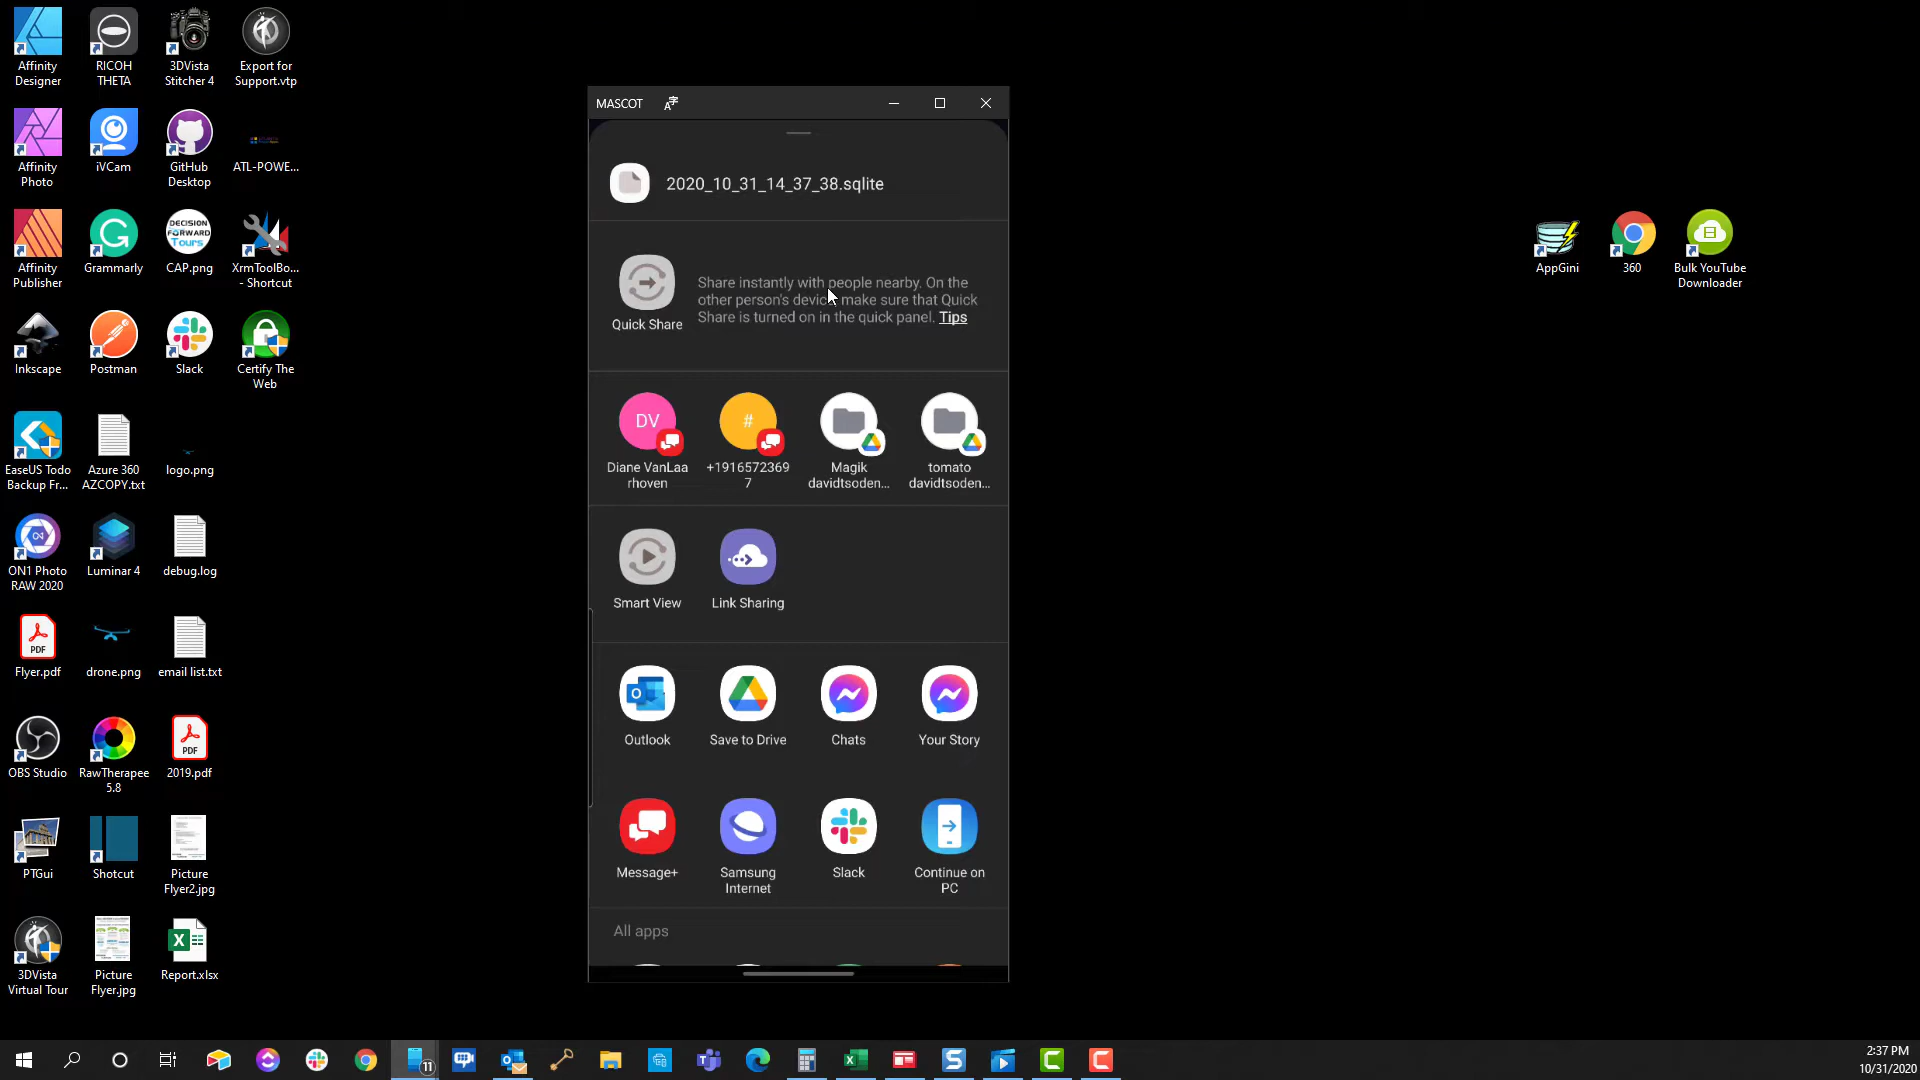 Affinity
Designer
RICOH
THETA
3DVista
Stitcher 4
Export for
Support.vtp
Affinity
Photo
iVCam
GitHub
Desktop
ATL-POWE...
Affinity
Publisher
Grammarly
DECISION
FORWARD
Tours
CAP.png
XrmToolBo...
- Shortcut
Inkscape
Postman
Slack
Certify The
Web
EaseUS Todo
Backup Fr...
Azure 360
AZCOPY.txt
logo.png
ON1 Photo
RAW 2020
Luminar 4
debug.log
PDF
Flyer.pdf
drone.png
email list.txt
OBS Studio
RawTherapee
5.8
PDF
2019.pdf
PTGui
Shotcut
Picture
Flyer2.jpg
3DVista
Virtual Tour
Picture
Flyer.jpg
Report.xlsx
MASCOT
2020_10_31_14_37_38.sqlite
Quick Share
Share instantly with people nearby. On the
other person's device, make sure that Quick
Share is turned on in the quick panel. Tips
DV
Diane VanLaa
rhoven
#
+1916572369
7
Magik
davidtsoden...
tomato
davidtsoden...
Smart View
Link Sharing
Outlook
Save to Drive
Chats
Your Story
Message+
Samsung
Internet
Slack
Continue on
PC
All apps
AppGini
360
Bulk YouTube
Downloader
11
2:37 PM
10/31/2020